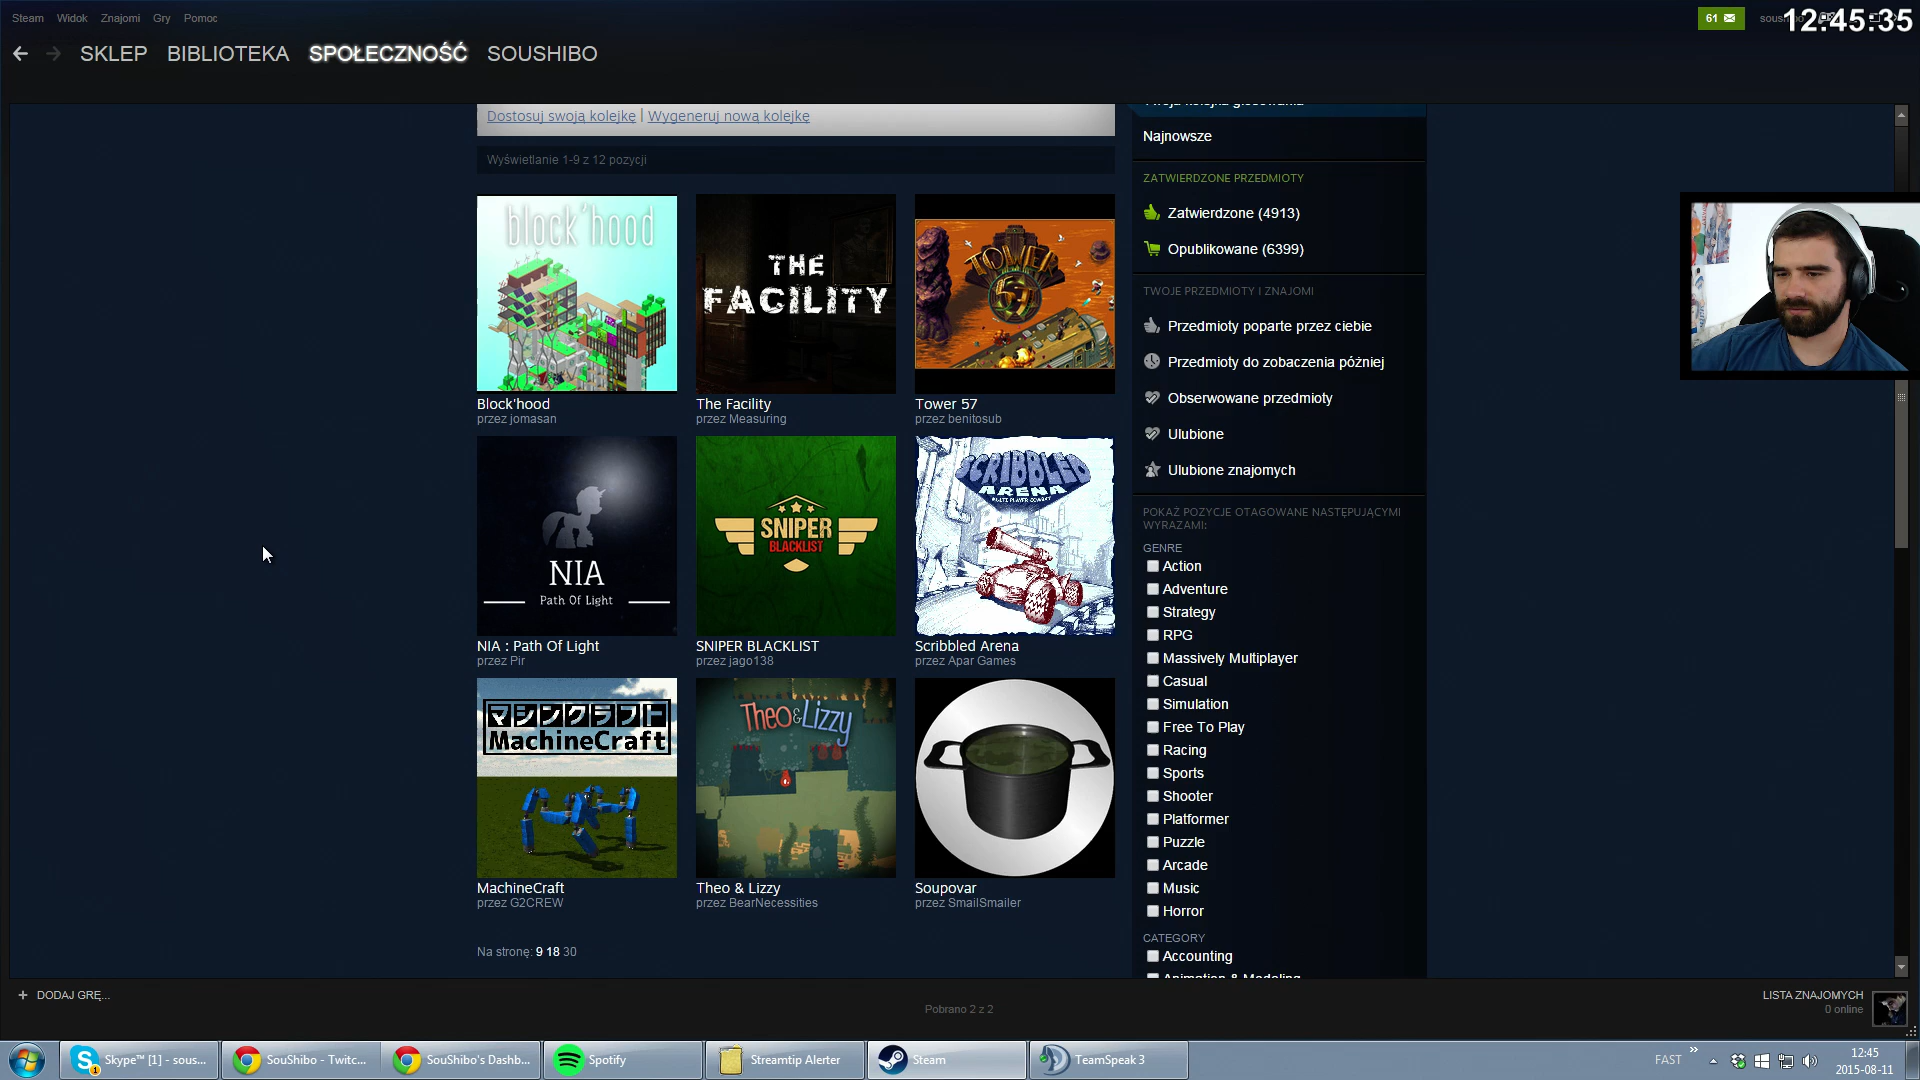 Steam Widok Znajomi Gry Pomoc
61
12:45:35
SKLEP BIBLIOTEKA SPOŁECZNOŚĆ SOUSHIBO
Dostosuj swoją kolejkę | Wygeneruj nową kolejkę
Wyświetlanie 1-9 z 12 pozycji
block'hood
THE
FACILITY
TOWER
57
Block'hood
przez jomasan
The Facility
przez Measuring
Tower 57
przez benitosub
NIA
Path Of Light
SNIPER
BLACKLIST
SCRIBBLED
ARENA
NIA : Path Of Light
przez Pir
SNIPER BLACKLIST
przez jago138
Scribbled Arena
przez Apar Games
マシンクラフト
MachineCraft
Theo & Lizzy
MachineCraft
przez G2CREW
Theo & Lizzy
przez BearNecessities
Soupovar
przez SmailSmailer
Na stronę: 9 18 30
Twoja kolejka głosowania
Najnowsze
ZATWIERDZONE PRZEDMIOTY
Zatwierdzone (4913)
Opublikowane (6399)
TWOJE PRZEDMIOTY I ZNAJOMI
Przedmioty poparte przez ciebie
Przedmioty do zobaczenia później
Obserwowane przedmioty
Ulubione
Ulubione znajomych
POKAŻ POZYCJE OTAGOWANE NASTĘPUJĄCYMI
WYRAZAMI:
GENRE
Action
Adventure
Strategy
RPG
Massively Multiplayer
Casual
Simulation
Free To Play
Racing
Sports
Shooter
Platformer
Puzzle
Arcade
Music
Horror
CATEGORY
Accounting
Animation & Modeling
+ DODAJ GRĘ...
Pobrano 2 z 2
LISTA ZNAJOMYCH
0 online
Skype™ [1] - sous...
SouShibo - Twitc...
SouShibo's Dashb...
Spotify
Streamtip Alerter
Steam
TeamSpeak 3
FAST
12:45
2015-08-11